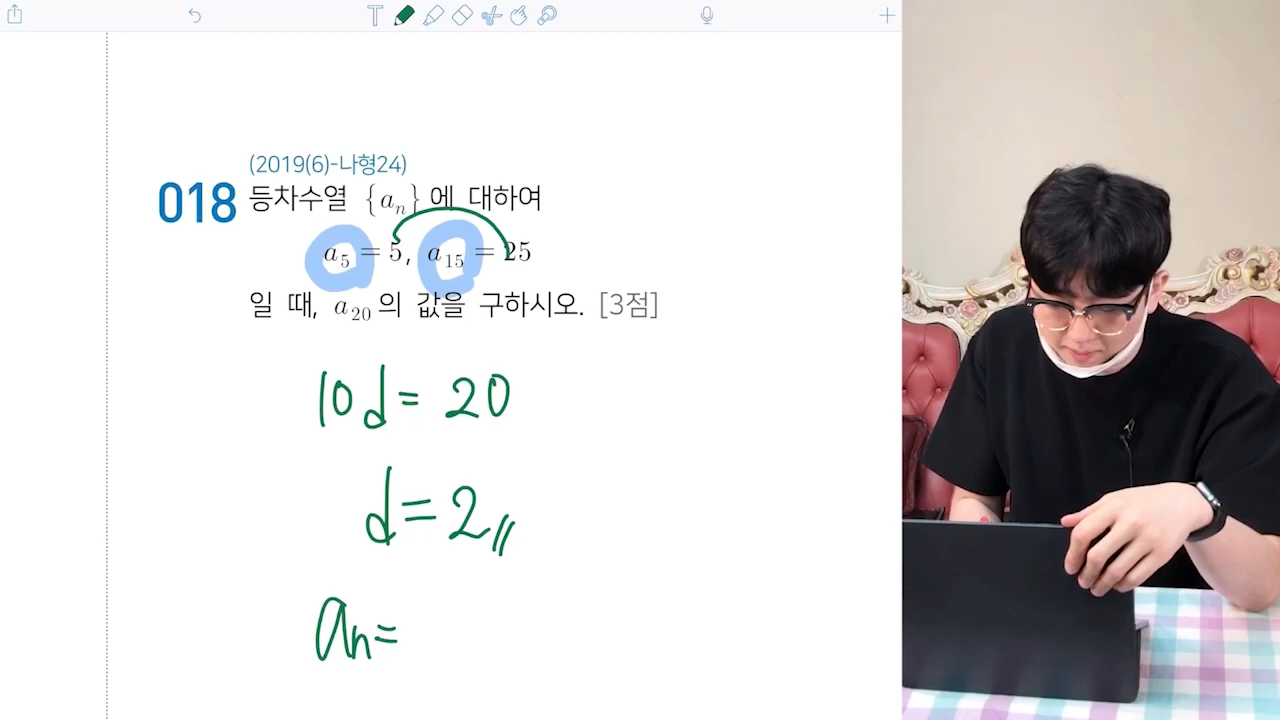 (2019(6)-나형24)
018 등차수열 {aₙ}에 대하여
a₅ = 5, a₁₅ = 25
일 때, a₂₀의 값을 구하시오. [3점]
10d = 20
d = 2
aₙ =